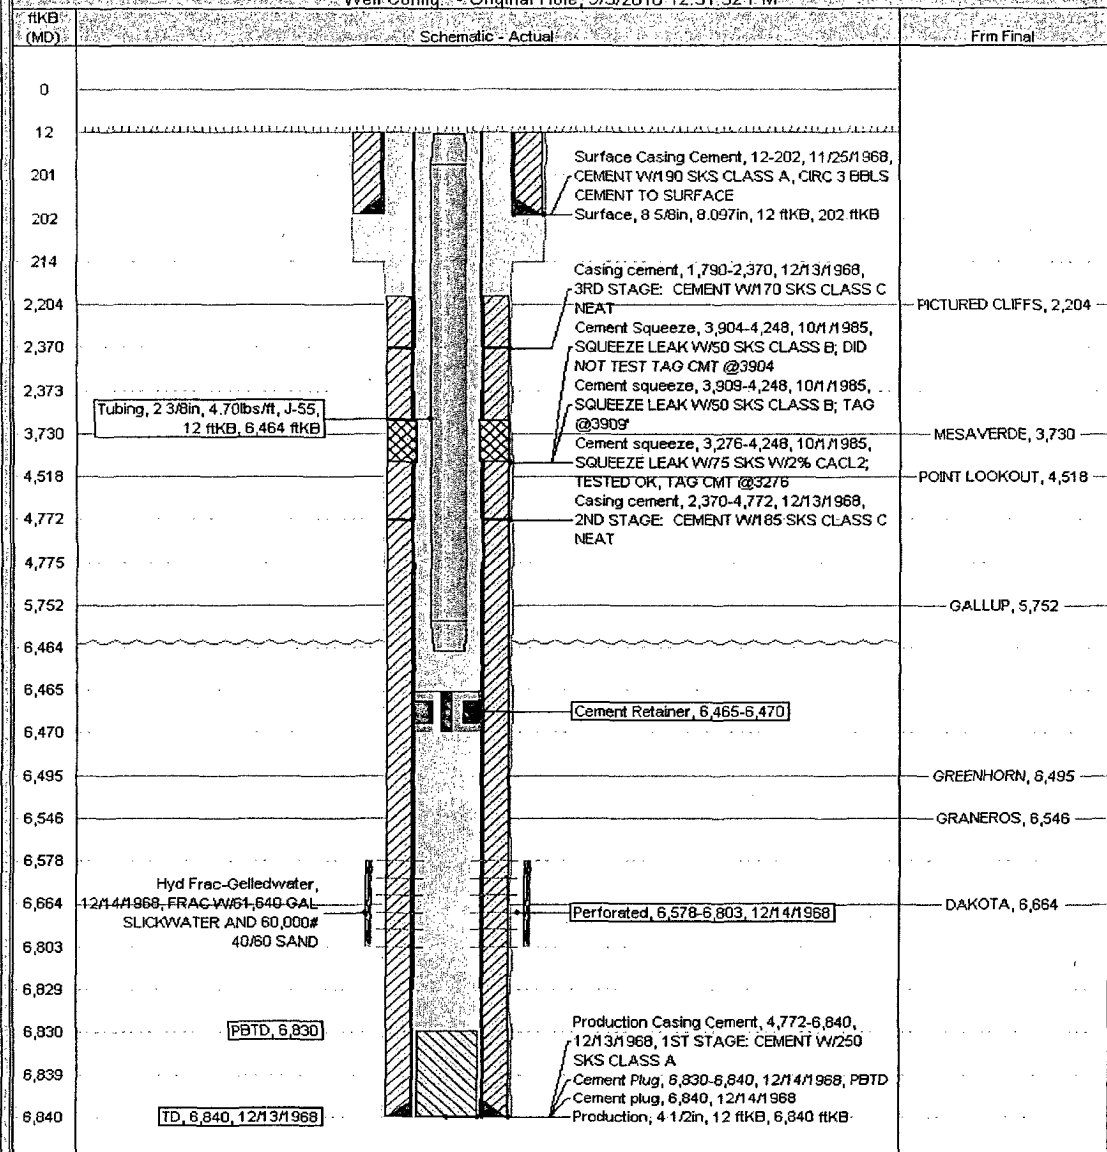 Original Hole, 9/5/2018 12:31:32
ftKB
(MD)
Schematic - Actual
Frm Final
0
12
201
202
214
2,204
2,370
2,373
3,730
4,518
4,772
4,775
5,752
6,464
6,465
6,470
6,495
6,546
6,578
6,664
6,803
6,829
6,830
6,839
6,840
Surface Casing Cement, 12-202, 11/25/1968,
CEMENT W/190 SKS CLASS A, CIRC 3 BBLS
CEMENT TO SURFACE
Surface, 8 5/8in, 8.097in, 12 ftKB, 202 ftKB
Casing cement, 1,790-2,370, 12/13/1968,
3RD STAGE: CEMENT W/170 SKS CLASS C
NEAT
Cement Squeeze, 3,904-4,248, 10/1/1985,
SQUEEZE LEAK W/50 SKS CLASS B; DID
NOT TEST TAG CMT @3904
Cement squeeze, 3,909-4,248, 10/1/1985,
SQUEEZE LEAK W/50 SKS CLASS B; TAG
@3909'
Cement squeeze, 3,276-4,248, 10/1/1985,
SQUEEZE LEAK W/75 SKS W/2% CACL2;
TESTED OK, TAG CMT @3276
Casing cement, 2,370-4,772, 12/13/1968,
2ND STAGE: CEMENT W/185 SKS CLASS C
NEAT
Tubing, 2 3/8in, 4.70lbs/ft, J-55,
12 ftKB, 6,464 ftKB
Cement Retainer, 6,465-6,470
Hyd Frac-Gelledwater,
12/14/1968, FRAC W/61,640 GAL
SLICKWATER AND 60,000#
40/60 SAND
Perforated, 6,578-6,803, 12/14/1968
PBTD, 6,830
Production Casing Cement, 4,772-6,840,
12/13/1968, 1ST STAGE: CEMENT W/250
SKS CLASS A
Cement Plug, 6,830-6,840, 12/14/1968, PBTD
Cement plug, 6,840, 12/14/1968
Production, 4 1/2in, 12 ftKB, 6,840 ftKB
TD, 6,840, 12/13/1968
PICTURED CLIFFS, 2,204
MESAVERDE, 3,730
POINT LOOKOUT, 4,518
GALLUP, 5,752
GREENHORN, 6,495
GRANEROS, 6,546
DAKOTA, 6,664